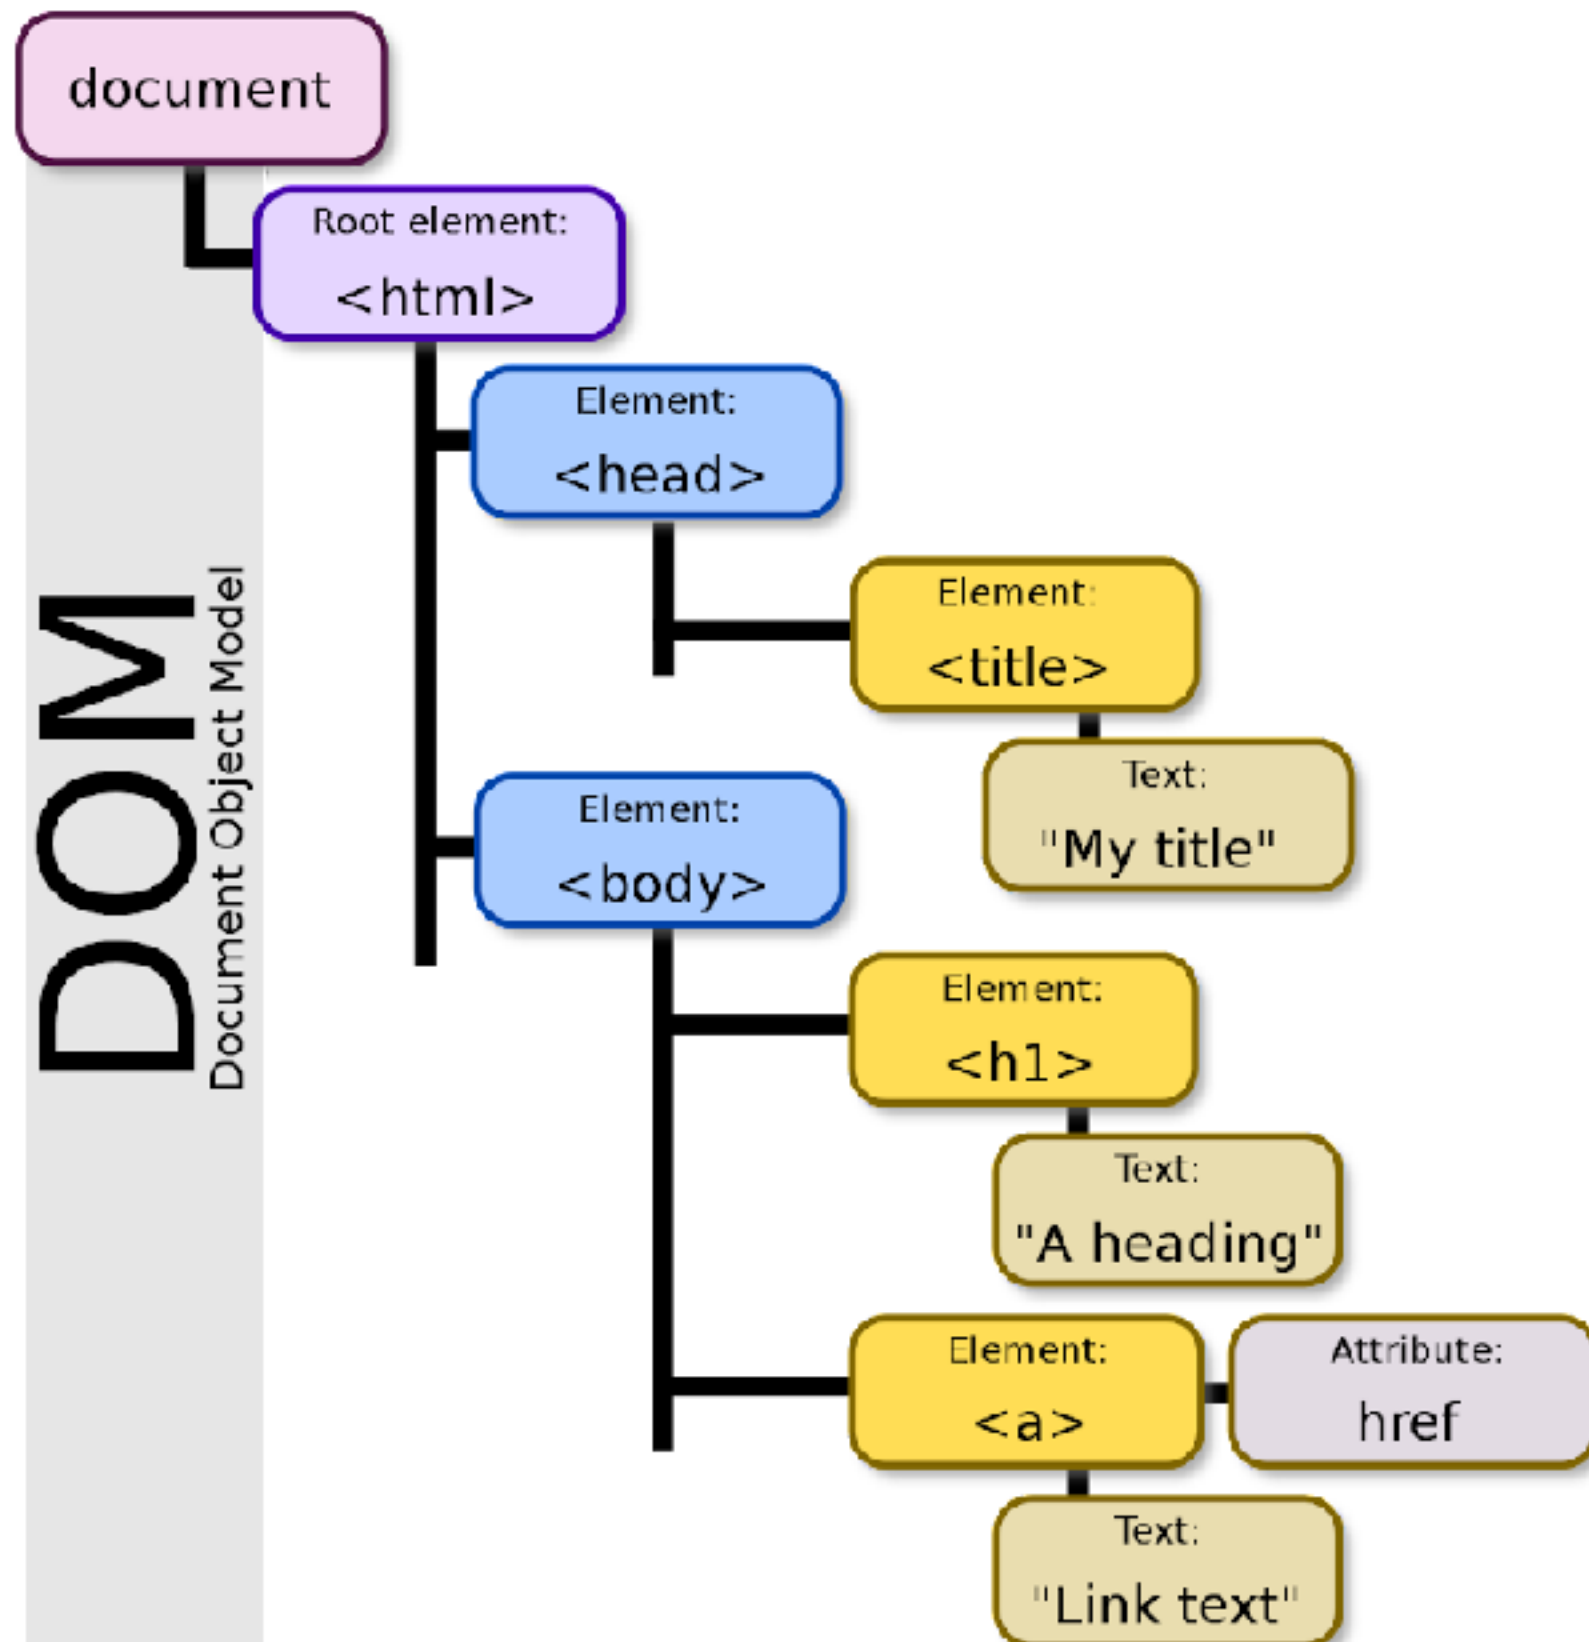 document
Root element:
<html>
Element:
<head>
Element:
<title>
Text:
"My title"
Element:
<body>
Element:
<h1>
Text:
"A heading"
Element:
<a>
Attribute:
href
Text:
"Link text"
DOM
Document Object Model